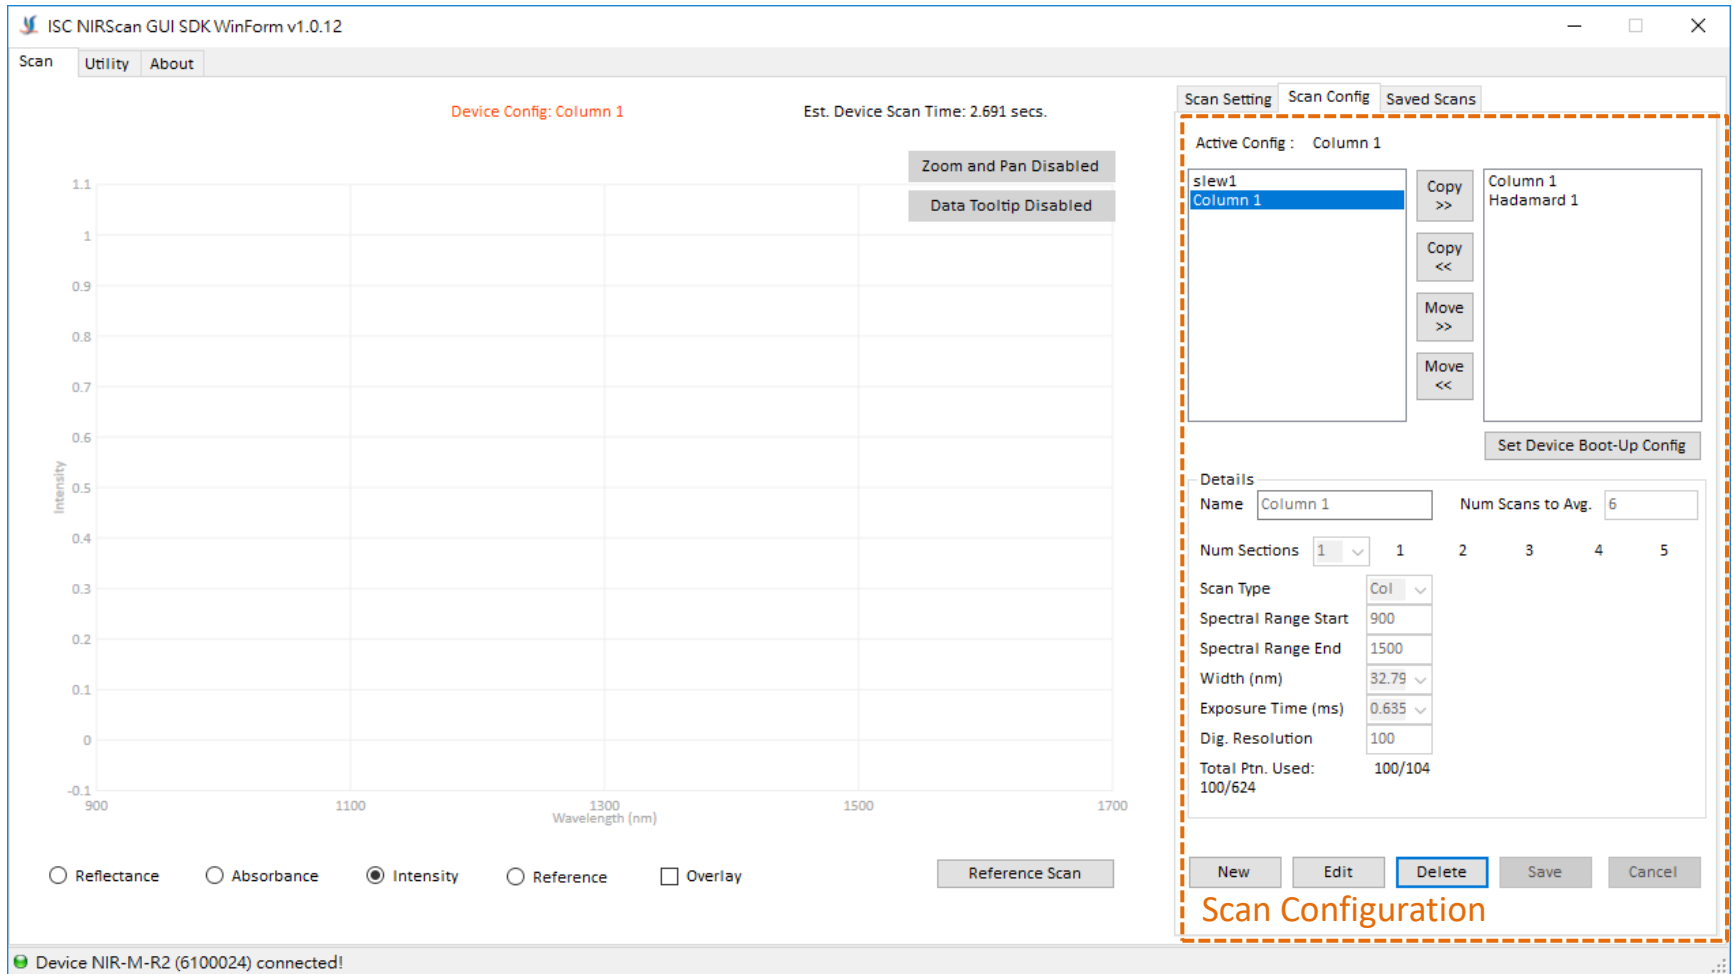 ISC NIRScan GUI SDK WinForm v1.0.12
Scan Utility About
Device Config: Column 1 Est. Device Scan Time: 2.691 secs.
Zoom and Pan Disabled
Data Tooltip Disabled
1.1
1
0.9
0.8
0.7
0.6
0.5
0.4
0.3
0.2
0.1
0
-0.1
Intensity
900 1100 1300 1500 1700
Wavelength (nm)
Reflectance Absorbance Intensity Reference Overlay Reference Scan
Scan Setting Scan Config Saved Scans
Active Config : Column 1
slew1
Column 1
Copy
>>
Copy
<<
Move
>>
Move
<<
Column 1
Hadamard 1
Set Device Boot-Up Config
Details
Name Column 1 Num Scans to Avg. 6
Num Sections 1 1 2 3 4 5
Scan Type Col
Spectral Range Start 900
Spectral Range End 1500
Width (nm) 32.79
Exposure Time (ms) 0.635
Dig. Resolution 100
Total Ptn. Used: 100/104
100/624
New Edit Delete Save Cancel
Scan Configuration
Device NIR-M-R2 (6100024) connected!